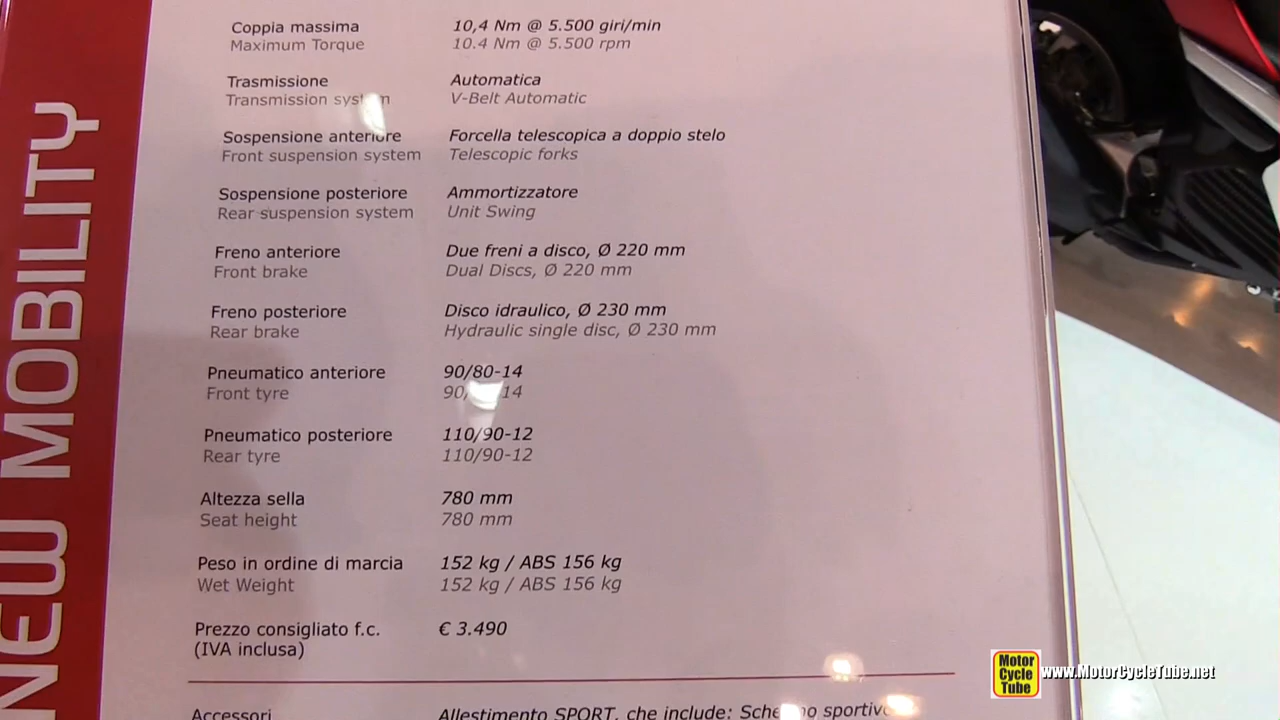 NEW MOBILITY
Coppia massima 10,4 Nm @ 5.500 giri/min
Maximum Torque 10.4 Nm @ 5.500 rpm
Trasmissione Automatica
Transmission V-Belt Automatic
Sospensione anteriore Forcella telescopica a doppio stelo
Front suspension system Telescopic forks
Sospensione posteriore Ammortizzatore
Rear suspension system Unit Swing
Freno anteriore Due freni a disco, Ø 220 mm
Front brake Dual Discs, Ø 220 mm
Freno posteriore Disco idraulico, Ø 230 mm
Rear brake Hydraulic single disc, Ø 230 mm
Pneumatico anteriore 90/80-14
Front tyre
Pneumatico posteriore 110/90-12
Rear tyre 110/90-12
Altezza sella 780 mm
Seat height 780 mm
Peso in ordine di marcia 152 kg / ABS 156 kg
Wet Weight 152 kg / ABS 156 kg
Prezzo consigliato f.c. € 3.490
(IVA inclusa)
Accessori Allestimento SPORT, che include:
Motor
Cycle
Tube
www.MotorCycleTube.net